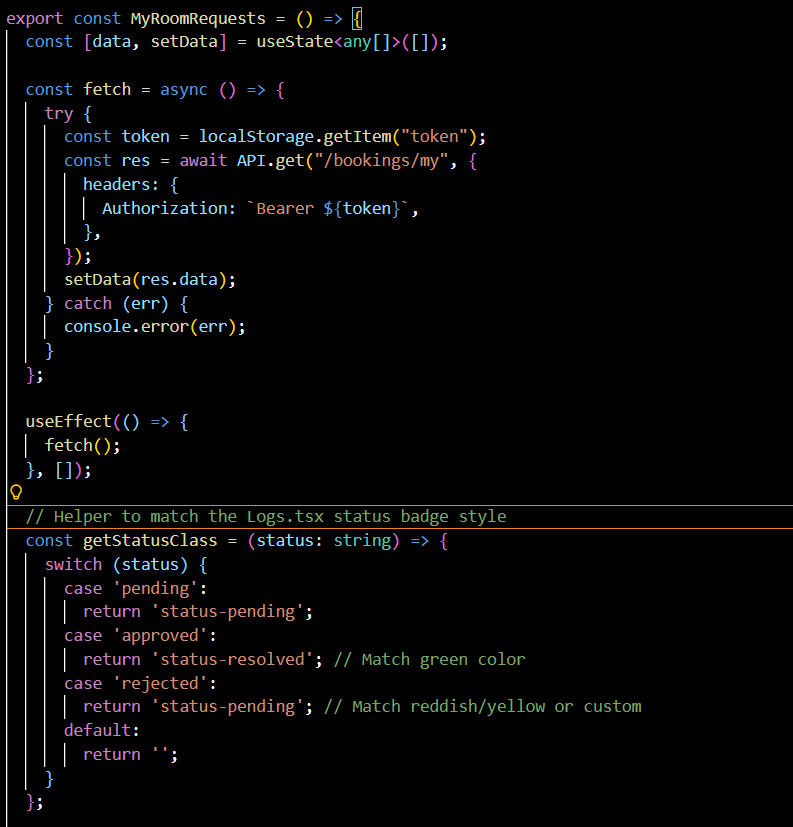 export const MyRoomRequests = () => {
const [data, setData] = useState<any[]>([]);
const fetch = async () => {
try {
const token = localStorage.getItem("token");
const res = await API.get("/bookings/my", {
headers: {
Authorization: `Bearer ${token}`,
},
});
setData(res.data);
} catch (err) {
console.error(err);
}
};
useEffect(() => {
fetch();
}, []);
// Helper to match the Logs.tsx status badge style
const getStatusClass = (status: string) => {
switch (status) {
case 'pending':
return 'status-pending';
case 'approved':
return 'status-resolved'; // Match green color
case 'rejected':
return 'status-pending'; // Match reddish/yellow or custom
default:
return '';
}
};